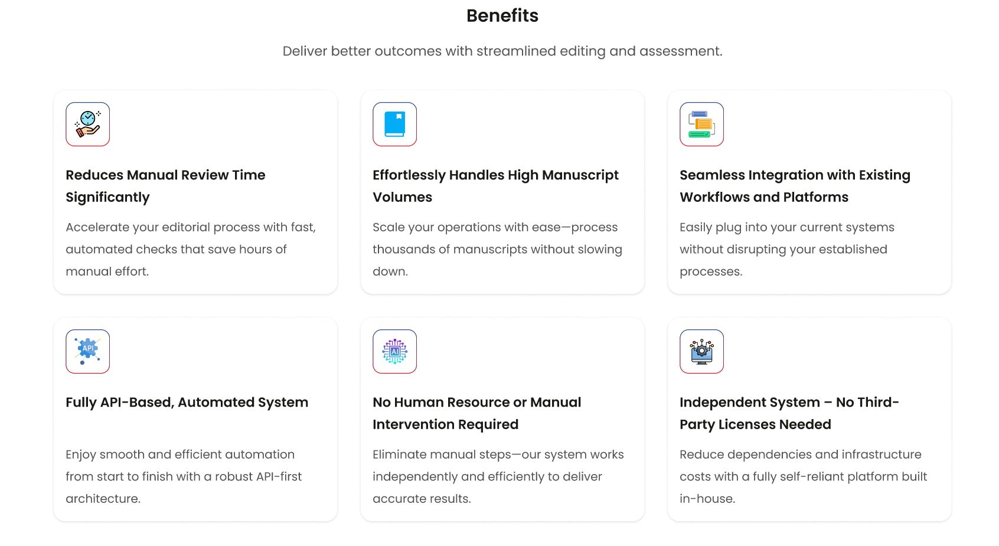 Benefits
Deliver better outcomes with streamlined editing and assessment.
Reduces Manual Review Time
Significantly
Accelerate your editorial process with fast,
automated checks that save hours of
manual effort.
Effortlessly Handles High Manuscript
Volumes
Scale your operations with ease—process
thousands of manuscripts without slowing
down.
Seamless Integration with Existing
Workflows and Platforms
Easily plug into your current systems
without disrupting your established
processes.
API
Fully API-Based, Automated System
Enjoy smooth and efficient automation
from start to finish with a robust API-first
architecture.
AI
No Human Resource or Manual
Intervention Required
Eliminate manual steps—our system works
independently and efficiently to deliver
accurate results.
Independent System – No Third-
Party Licenses Needed
Reduce dependencies and infrastructure
costs with a fully self-reliant platform built
in-house.